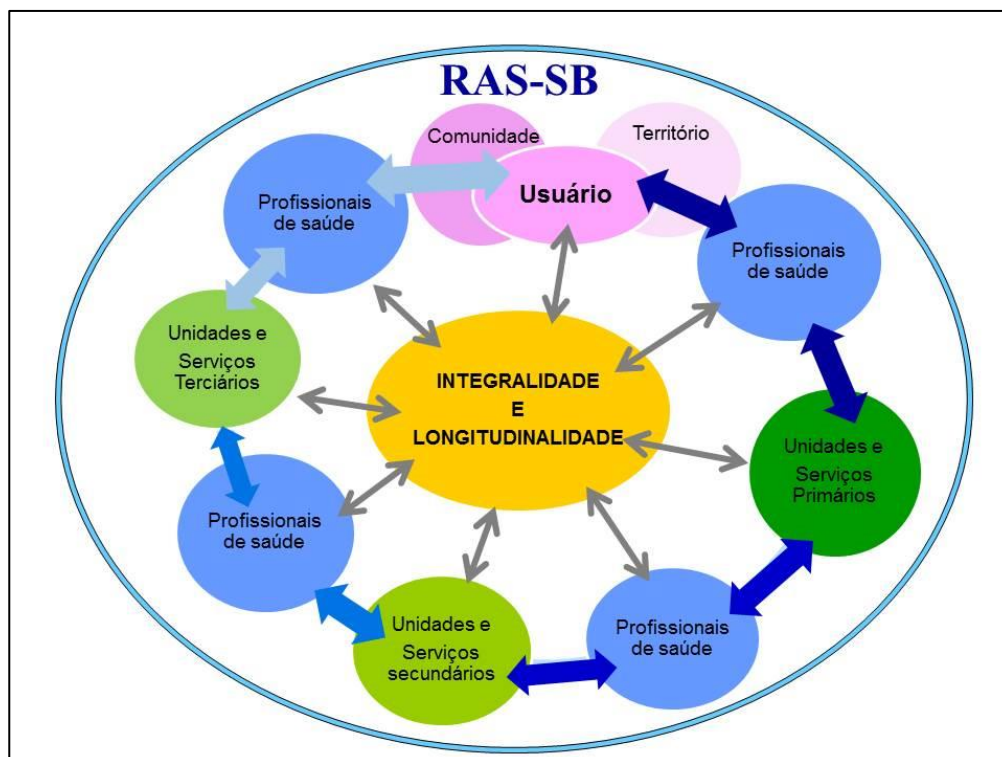 RAS-SB
Comunidade
Território
Usuário
Profissionais
de saúde
Profissionais
de saúde
Unidades e
Serviços
Terciários
INTEGRALIDADE
E
LONGITUDINALIDADE
Unidades e
Serviços
Primários
Profissionais
de saúde
Unidades e
Serviços
secundários
Profissionais
de saúde